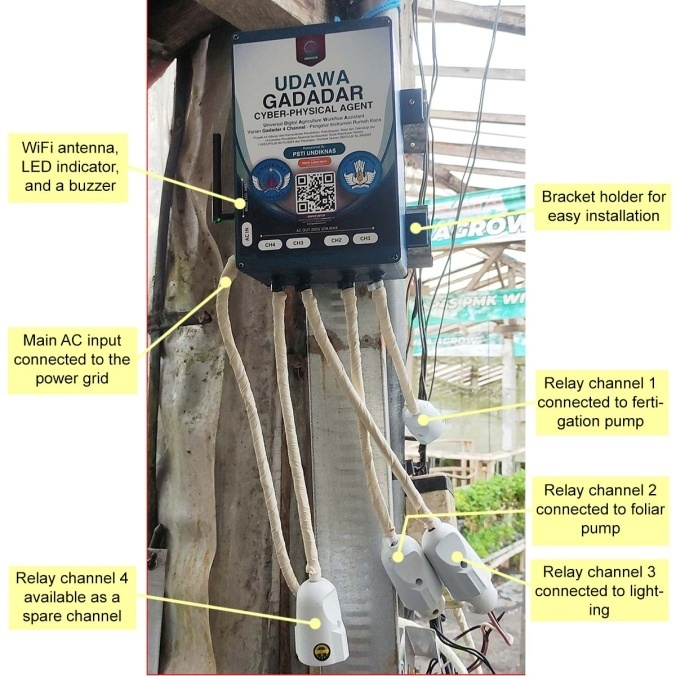 WiFi antenna,
LED indicator,
and a buzzer
Main AC input
connected to the
power grid
Relay channel 4
available as a
spare channel
UDAWA
GADADAR
CYBER-PHYSICAL AGENT
Universal Digital Agriculture Workflow Assistant
Varian Gadadar 4 Channel - Pengatur Instrumen Rumah Kaca
PSTI UNDIKNAS
AC IN
AC OUT 220V 10A MAX
CH4 CH3 CH2 CH1
Bracket holder for
easy installation
AGROW
AGROW
Relay channel 1
connected to ferti-
gation pump
Relay channel 2
connected to foliar
pump
Relay channel 3
connected to light-
ing